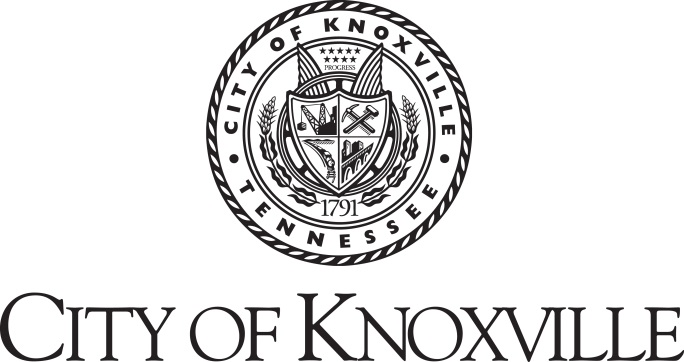 CITY OF KNOXVILLE
PROGRESS
1791
TENNESSEE
CITY OF KNOXVILLE